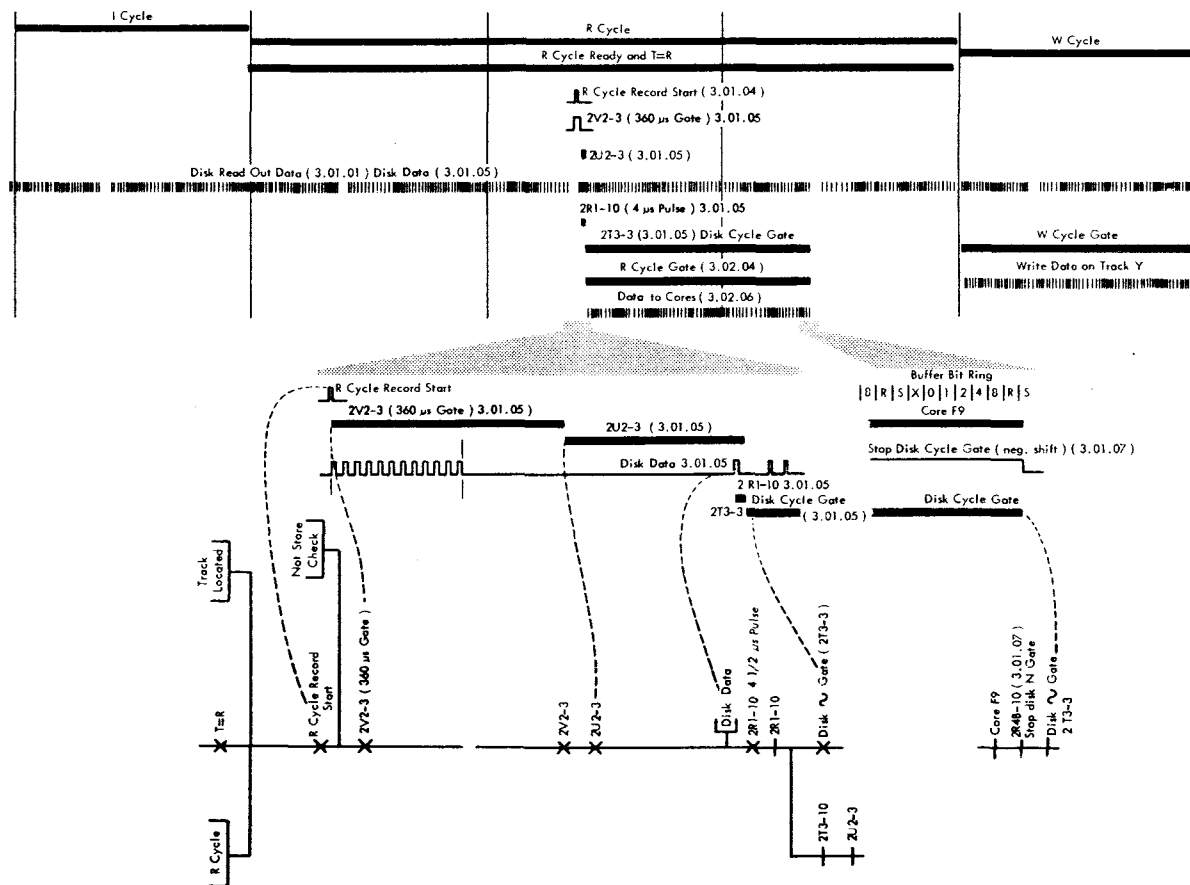 I Cycle
R Cycle
W Cycle
R Cycle Ready and T=R
R Cycle Record Start ( 3.01.04 )
2V2-3 ( 360 μs Gate ) 3.01.05
2U2-3 ( 3.01.05 )
Disk Read Out Data ( 3.01.01 ) Disk Data ( 3.01.05 )
2R1-10 ( 4 μs Pulse ) 3.01.05
2T3-3 ( 3.01.05 ) Disk Cycle Gate
W Cycle Gate
R Cycle Gate ( 3.02.04 )
Write Data on Track Y
Data to Cores ( 3.02.06 )
Buffer Bit Ring
R Cycle Record Start
8 R S X 0 1 2 4 8 R S
2V2-3 ( 360 μs Gate ) 3.01.05
Core F9
2U2-3 ( 3.01.05 )
Stop Disk Cycle Gate ( neg. shift ) ( 3.01.07 )
Disk Data 3.01.05
2 R1-10 3.01.05
Disk Cycle Gate
2T3-3
( 3.01.05 )
Disk Cycle Gate
Track
Located
Not Store
Check
T=R
R Cycle Record
Start
2V2-3 ( 360 μs Gate )
2V2-3
2U2-3
Disk Data
2R1-10 4 1/2 μs Pulse
2R1-10
Disk ∿ Gate ( 2T3-3 )
Core F9
2R4B-10 ( 3.01.07 )
Stop disk N Gate
Disk ∿ Gate
2 T3-3
R Cycle
2T3-10
2U2-3